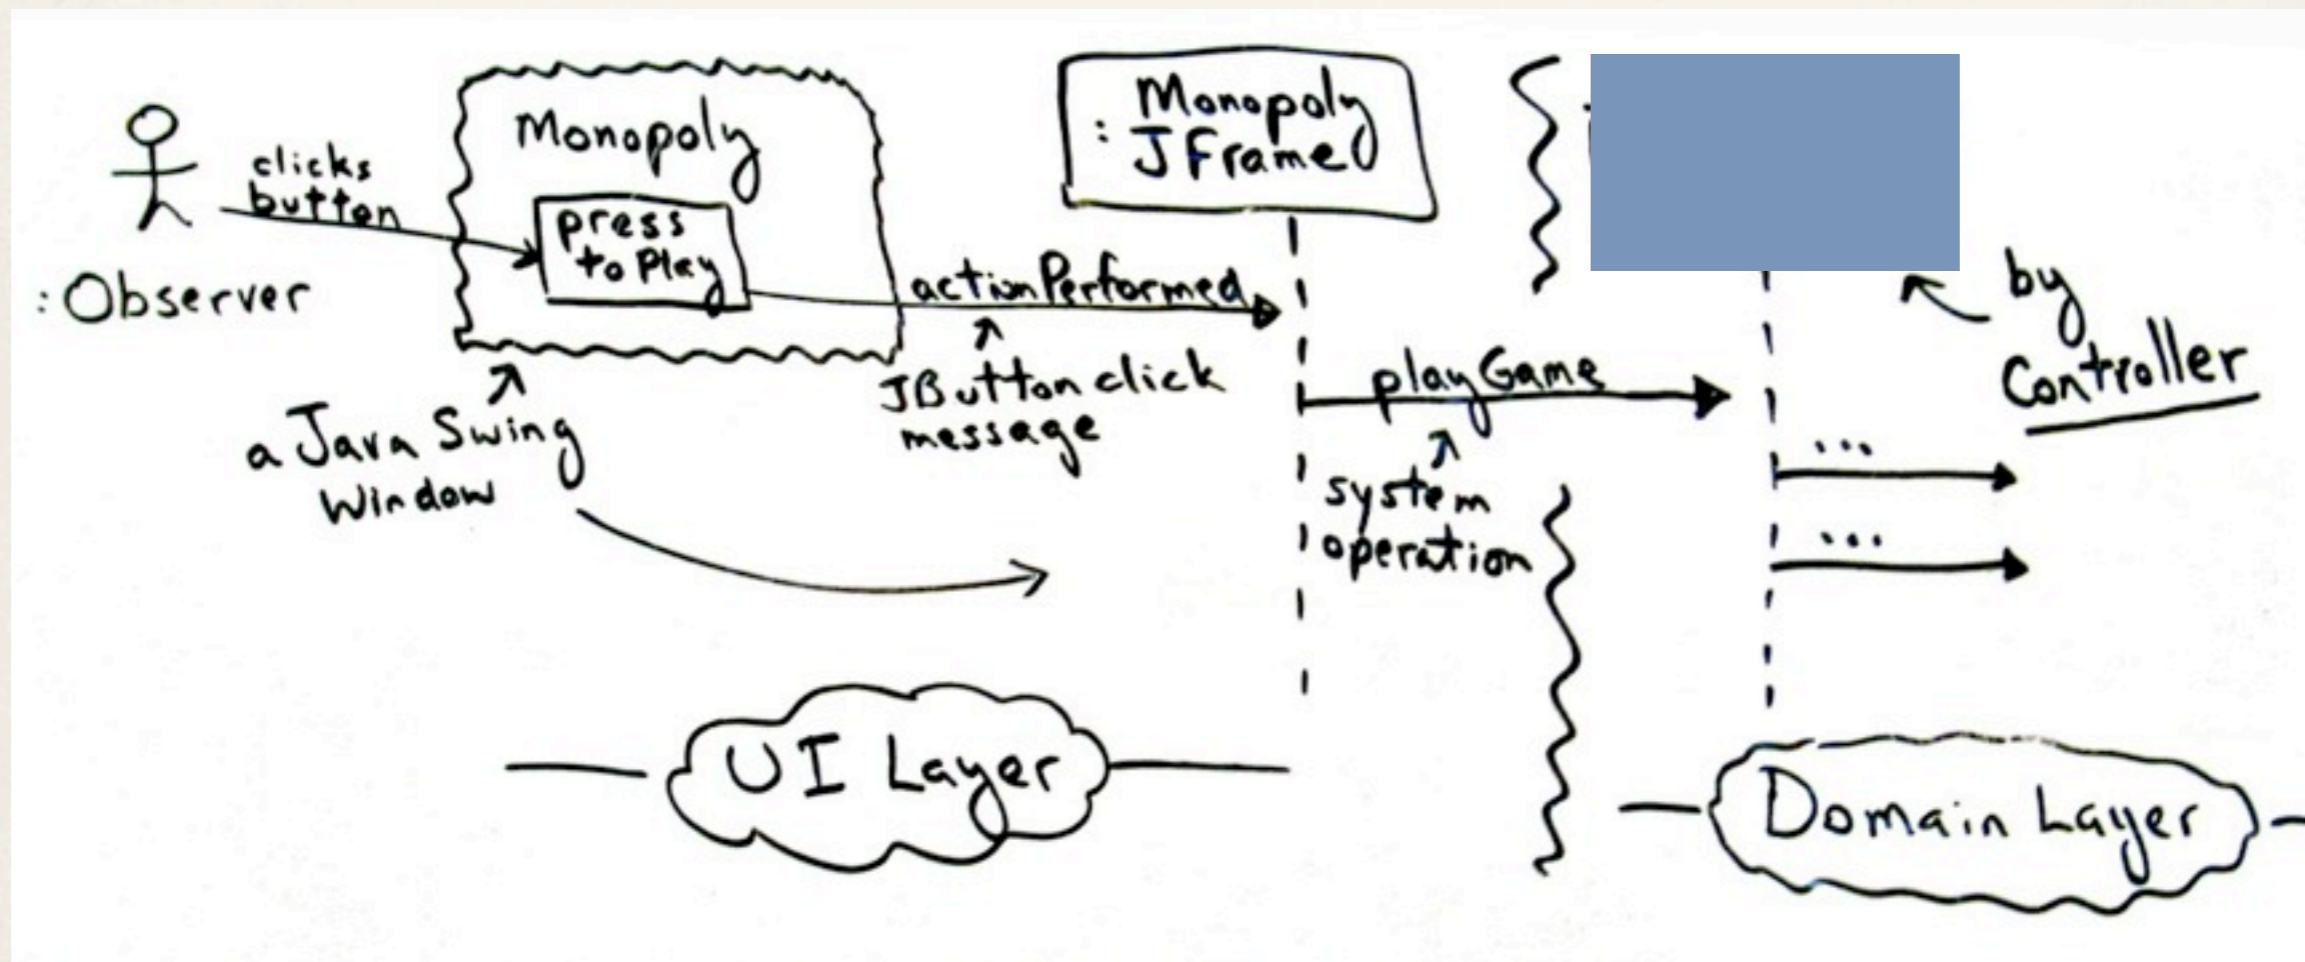 : Observer
clicks
button
Monopoly
press
to Play
a Java Swing
Window
actionPerformed
JButton click
message
Monopoly
: JFrame
playGame
system
operation
by
Controller
...
...
UI Layer
Domain Layer